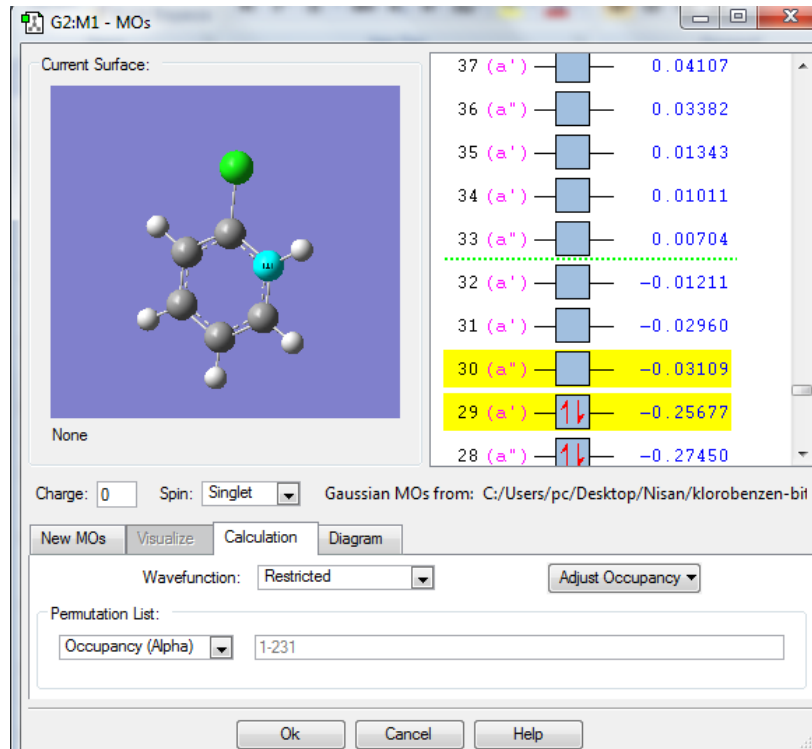 G2:M1 - MOs
Current Surface:
None
37 (a') 0.04107
36 (a") 0.03382
35 (a') 0.01343
34 (a') 0.01011
33 (a") 0.00704
32 (a') -0.01211
31 (a') -0.02960
30 (a") -0.03109
29 (a') -0.25677
28 (a") -0.27450
Charge: 0 Spin: Singlet Gaussian MOs from: C:/Users/pc/Desktop/Nisan/klorobenzen-bit
New MOs Visualize Calculation Diagram
Wavefunction: Restricted Adjust Occupancy
Permutation List:
Occupancy (Alpha) 1-231
Ok Cancel Help